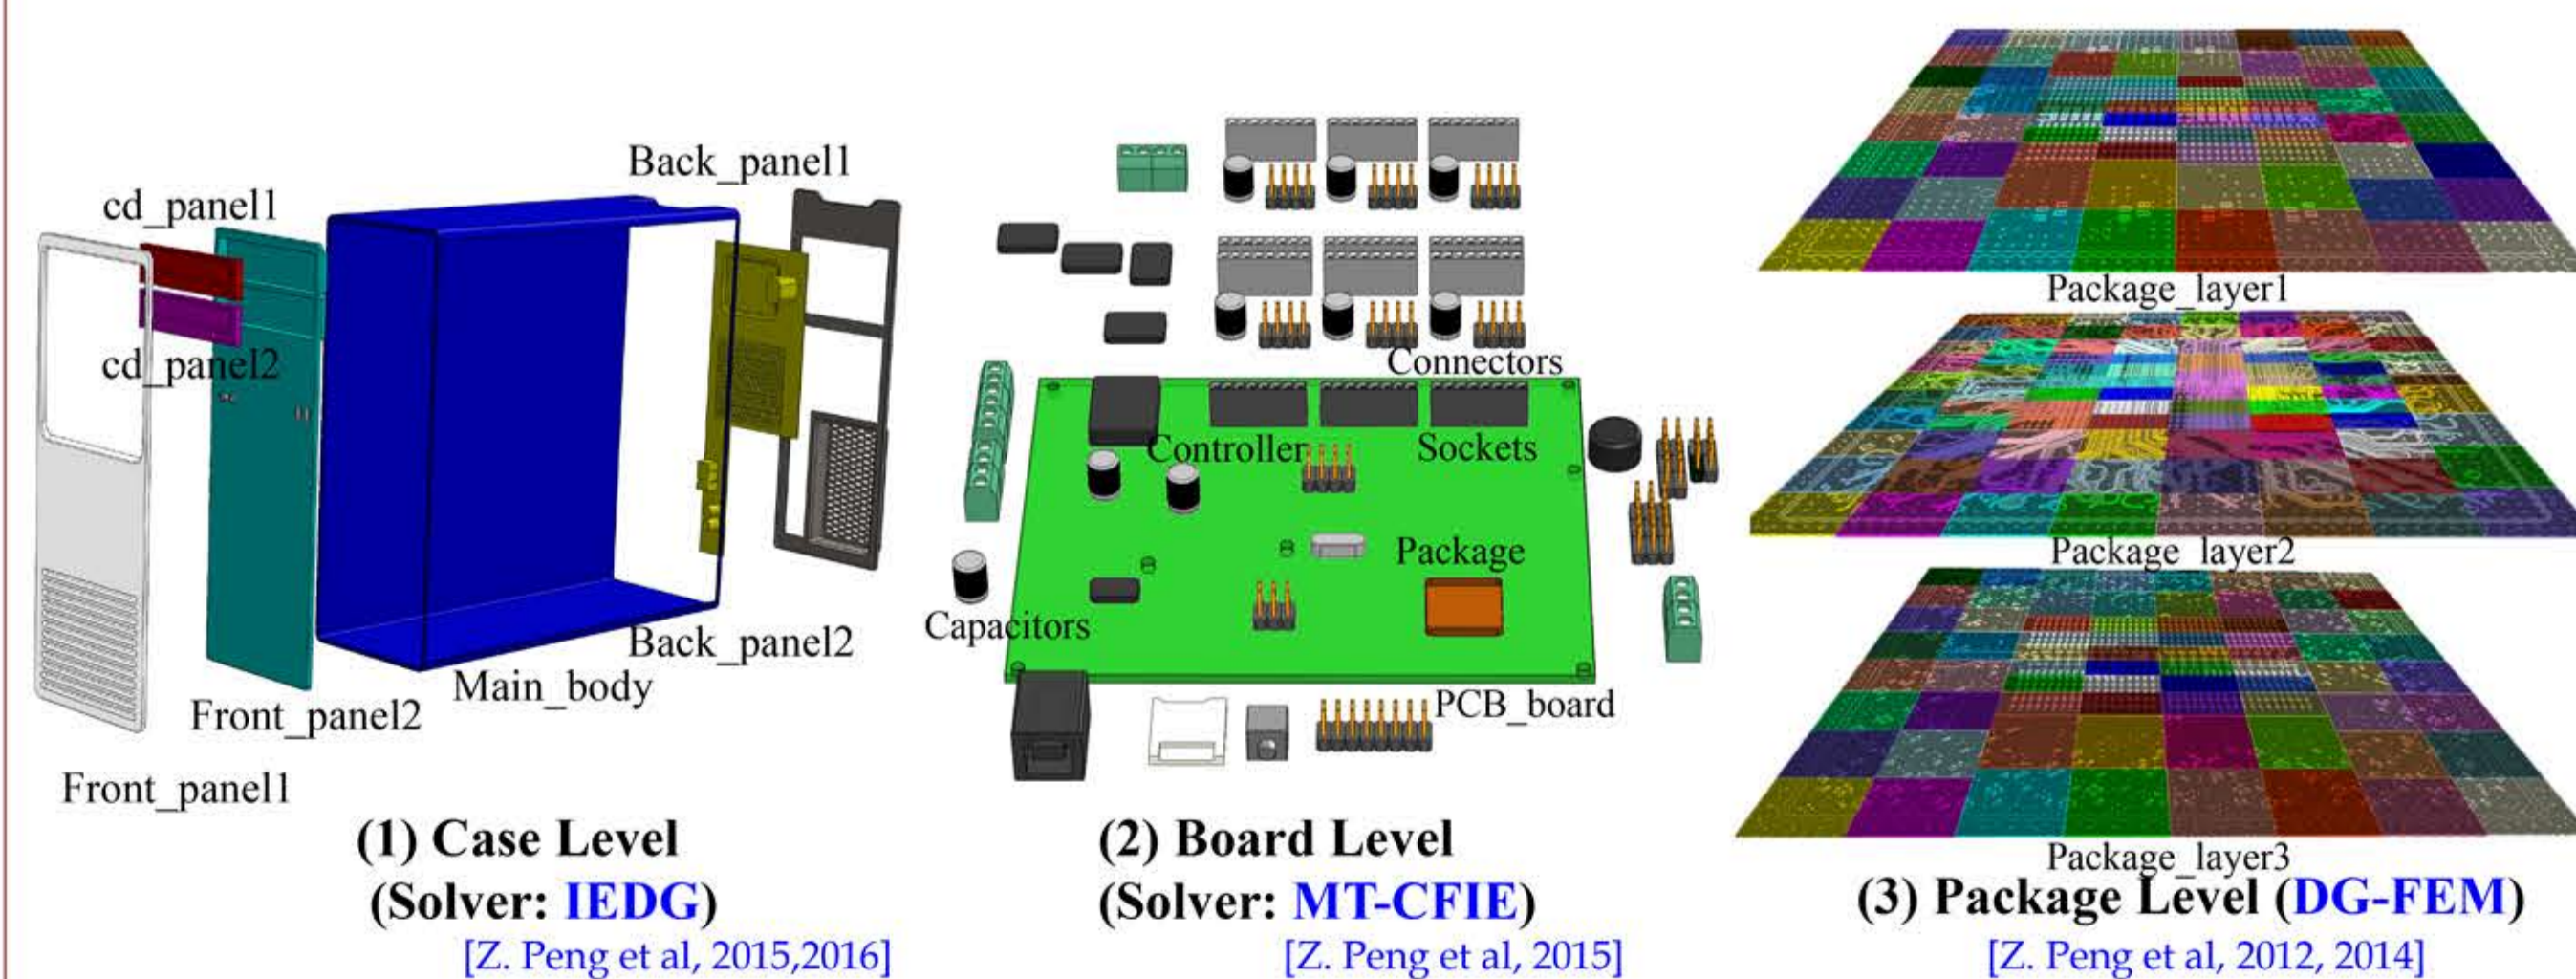 Back_panel1
cd_panel1
cd_panel2
Back_panel2
Main_body
Front_panel2
Front_panel1
(1) Case Level
(Solver: IEDG)
[Z. Peng et al, 2015,2016]
Connectors
Controller
Sockets
Package
Capacitors
PCB_board
(2) Board Level
(Solver: MT-CFIE)
[Z. Peng et al, 2015]
Package_layer1
Package_layer2
Package_layer3
(3) Package Level (DG-FEM)
[Z. Peng et al, 2012, 2014]